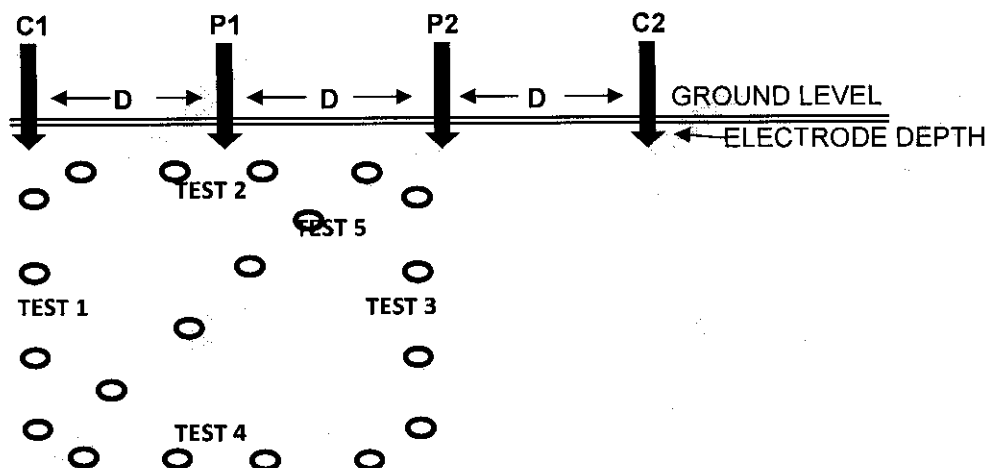 C1 P1 P2 C2
D D D
GROUND LEVEL
ELECTRODE DEPTH
TEST 2
TEST 5
TEST 1
TEST 3
TEST 4